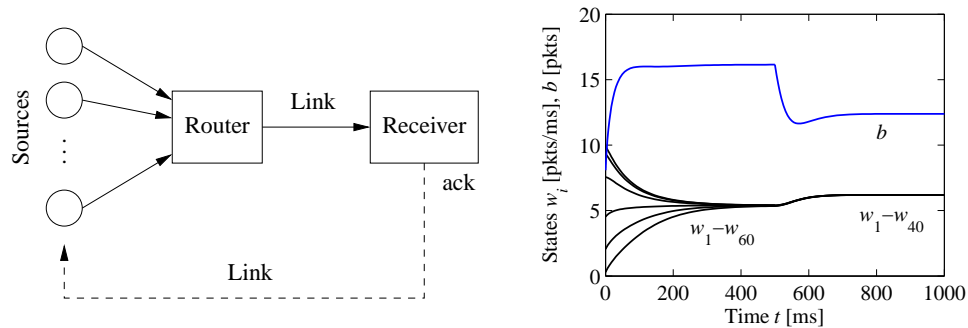 Sources
...
Router
Link
Receiver
ack
Link
States w_i [pkts/ms], b [pkts]
20
15
10
5
0
b
w_1–w_60
w_1–w_40
0 200 400 600 800 1000
Time t [ms]